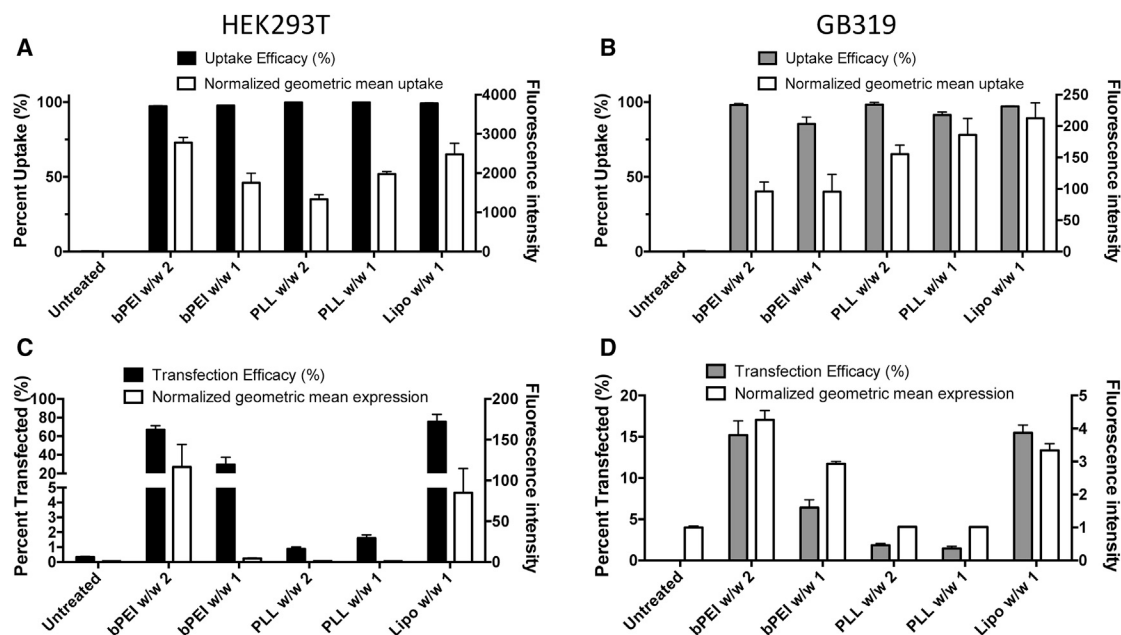 HEK293T
A
Uptake Efficacy (%)
Normalized geometric mean uptake
Percent Uptake (%)
100
50
0
4000
3000
2000
1000
0
Fluorescence intensity
Untreated
bPEI w/w 2
bPEI w/w 1
PLL w/w 2
PLL w/w 1
Lipo w/w 1
GB319
B
Uptake Efficacy (%)
Normalized geometric mean uptake
Percent Uptake (%)
100
50
0
250
200
150
100
50
0
Fluorescence intensity
Untreated
bPEI w/w 2
bPEI w/w 1
PLL w/w 2
PLL w/w 1
Lipo w/w 1
C
Transfection Efficacy (%)
Normalized geometric mean expression
Percent Transfected (%)
100
80
60
40
20
5
4
3
2
1
0
200
150
100
50
0
Fluorescence intensity
Untreated
bPEI w/w 2
bPEI w/w 1
PLL w/w 2
PLL w/w 1
Lipo w/w 1
D
Transfection Efficacy (%)
Normalized geometric mean expression
Percent Transfected (%)
20
15
10
5
0
5
4
3
2
1
0
Fluorescence intensity
Untreated
bPEI w/w 2
bPEI w/w 1
PLL w/w 2
PLL w/w 1
Lipo w/w 1